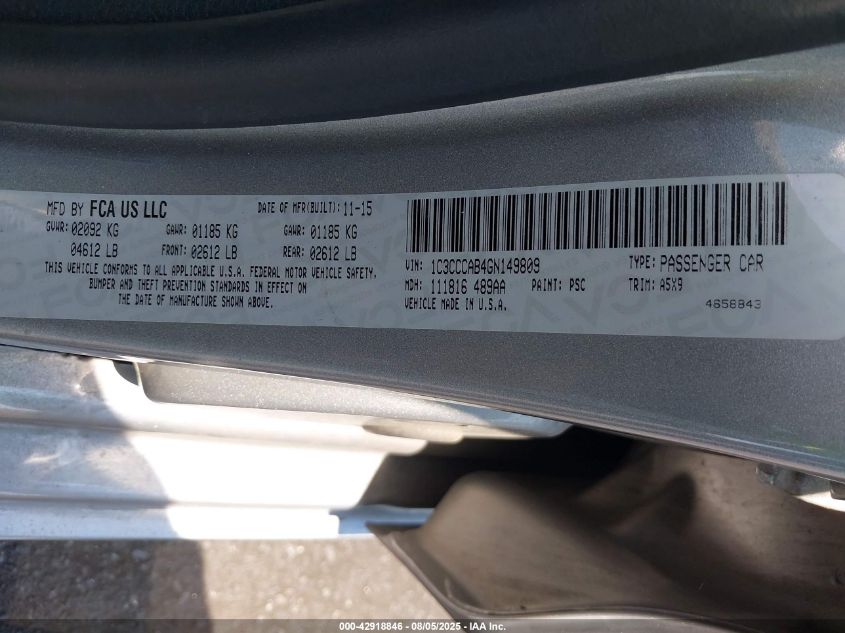 MFD BY FCA US LLC DATE OF MFR(BUILT): 11-15
GVWR: 02092 KG GAWR: 01185 KG GAWR: 01185 KG
04612 LB FRONT: 02612 LB REAR: 02612 LB
THIS VEHICLE CONFORMS TO ALL APPLICABLE U.S.A. FEDERAL MOTOR VEHICLE SAFETY,
BUMPER AND THEFT PREVENTION STANDARDS IN EFFECT ON
THE DATE OF MANUFACTURE SHOWN ABOVE.
VIN: 1C3CCCAB4GN149809 TYPE: PASSENGER CAR
MDH: 111816 489AA PAINT: PSC TRIM: A5X9
VEHICLE MADE IN U.S.A. 4658843
000-42918846 - 08/05/2025 - IAA Inc.